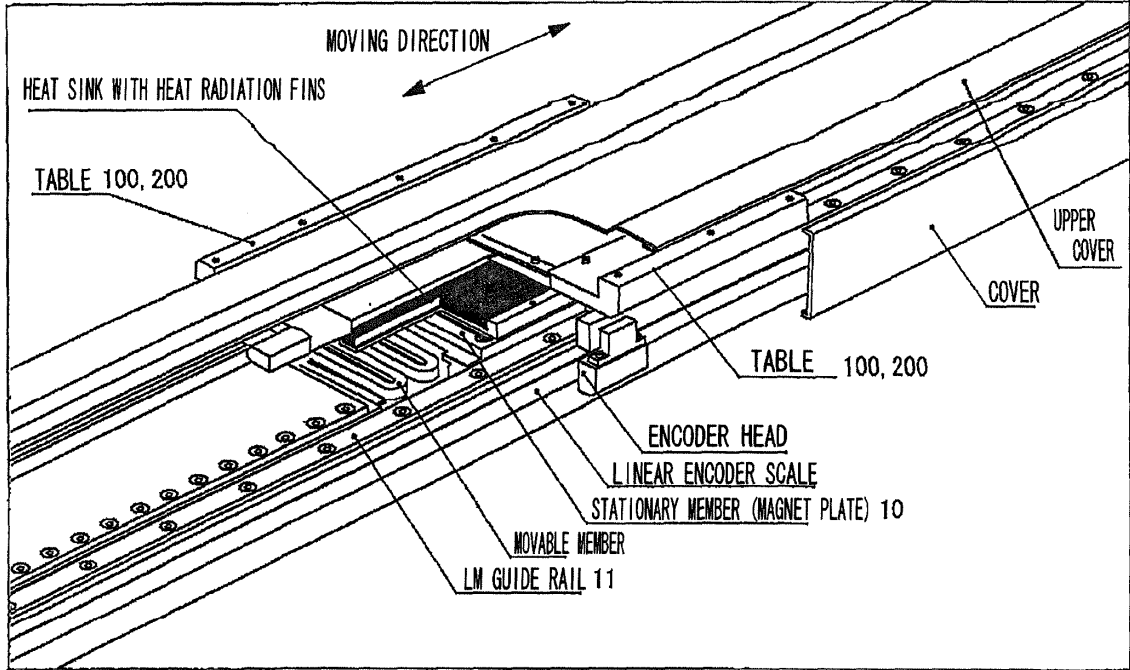 MOVING DIRECTION
HEAT SINK WITH HEAT RADIATION FINS
TABLE 100, 200
UPPER
COVER
COVER
TABLE 100, 200
ENCODER HEAD
LINEAR ENCODER SCALE
STATIONARY MEMBER (MAGNET PLATE) 10
MOVABLE MEMBER
LM GUIDE RAIL 11